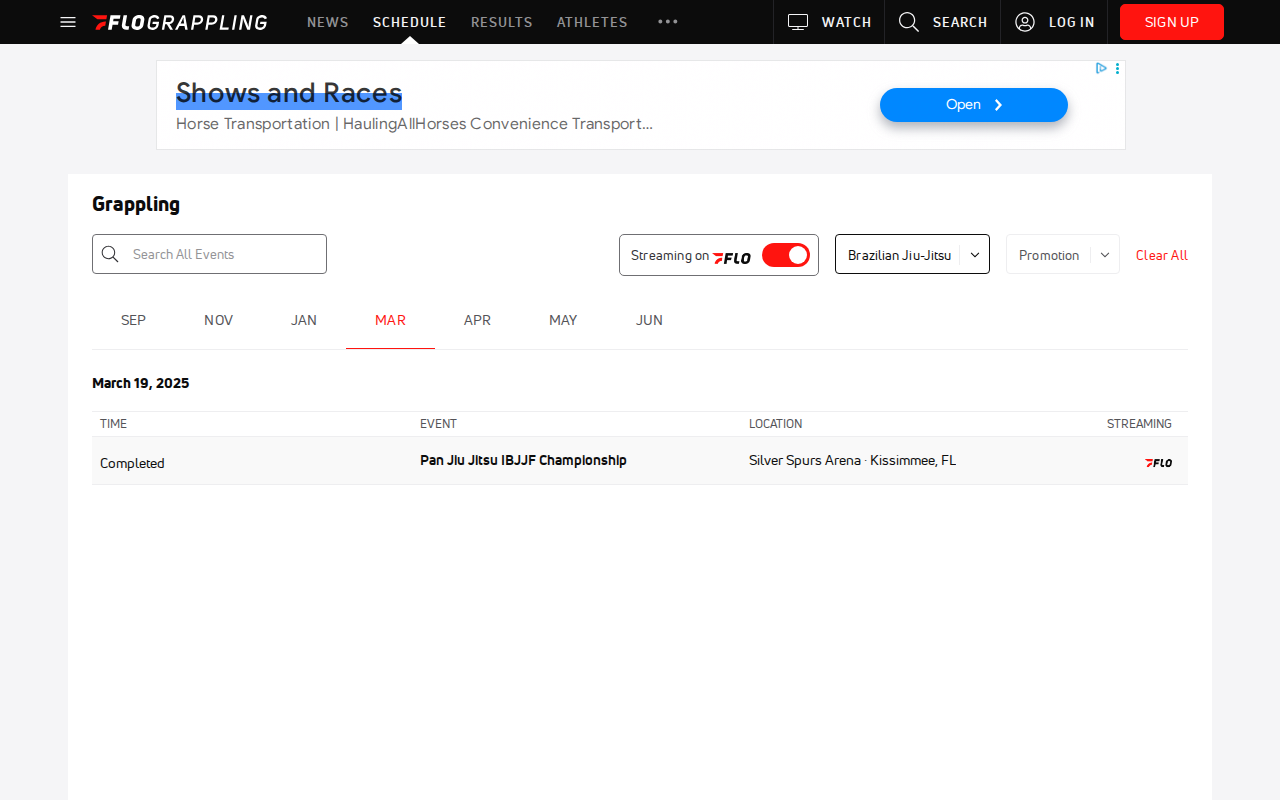 FLOGRAPPLING NEWS SCHEDULE RESULTS ATHLETES WATCH SEARCH LOG IN SIGN UP
Shows and Races
Horse Transportation | HaulingAllHorses Convenience Transport...
Open
Grappling
Search All Events
Streaming on FLO
Brazilian Jiu-Jitsu
Promotion
Clear All
SEP NOV JAN MAR APR MAY JUN
March 19, 2025
TIME EVENT LOCATION STREAMING
Completed Pan Jiu Jitsu IBJJF Championship Silver Spurs Arena · Kissimmee, FL FLO